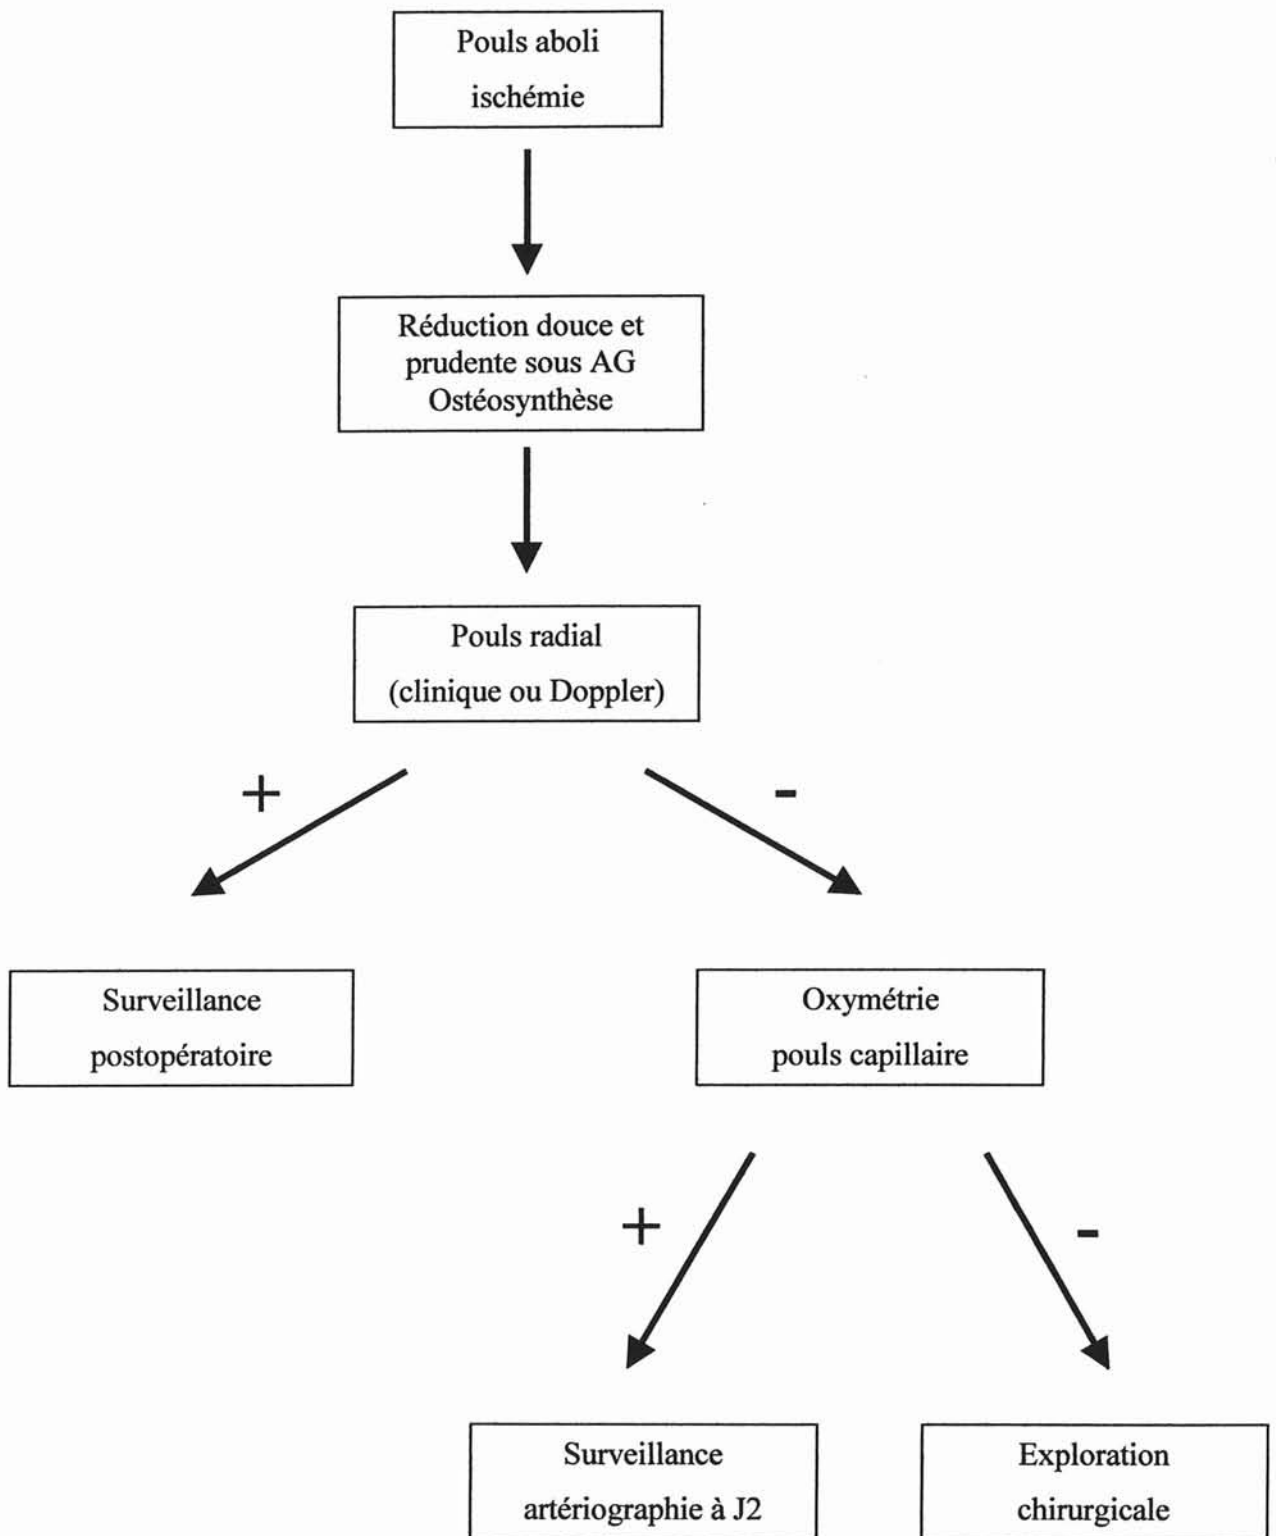 Pouls aboli
ischémie
Réduction douce et
prudente sous AG
Ostéosynthèse
Pouls radial
(clinique ou Doppler)
+
-
Surveillance
postopératoire
Oxymétrie
pouls capillaire
+
-
Surveillance
artériographie à J2
Exploration
chirurgicale